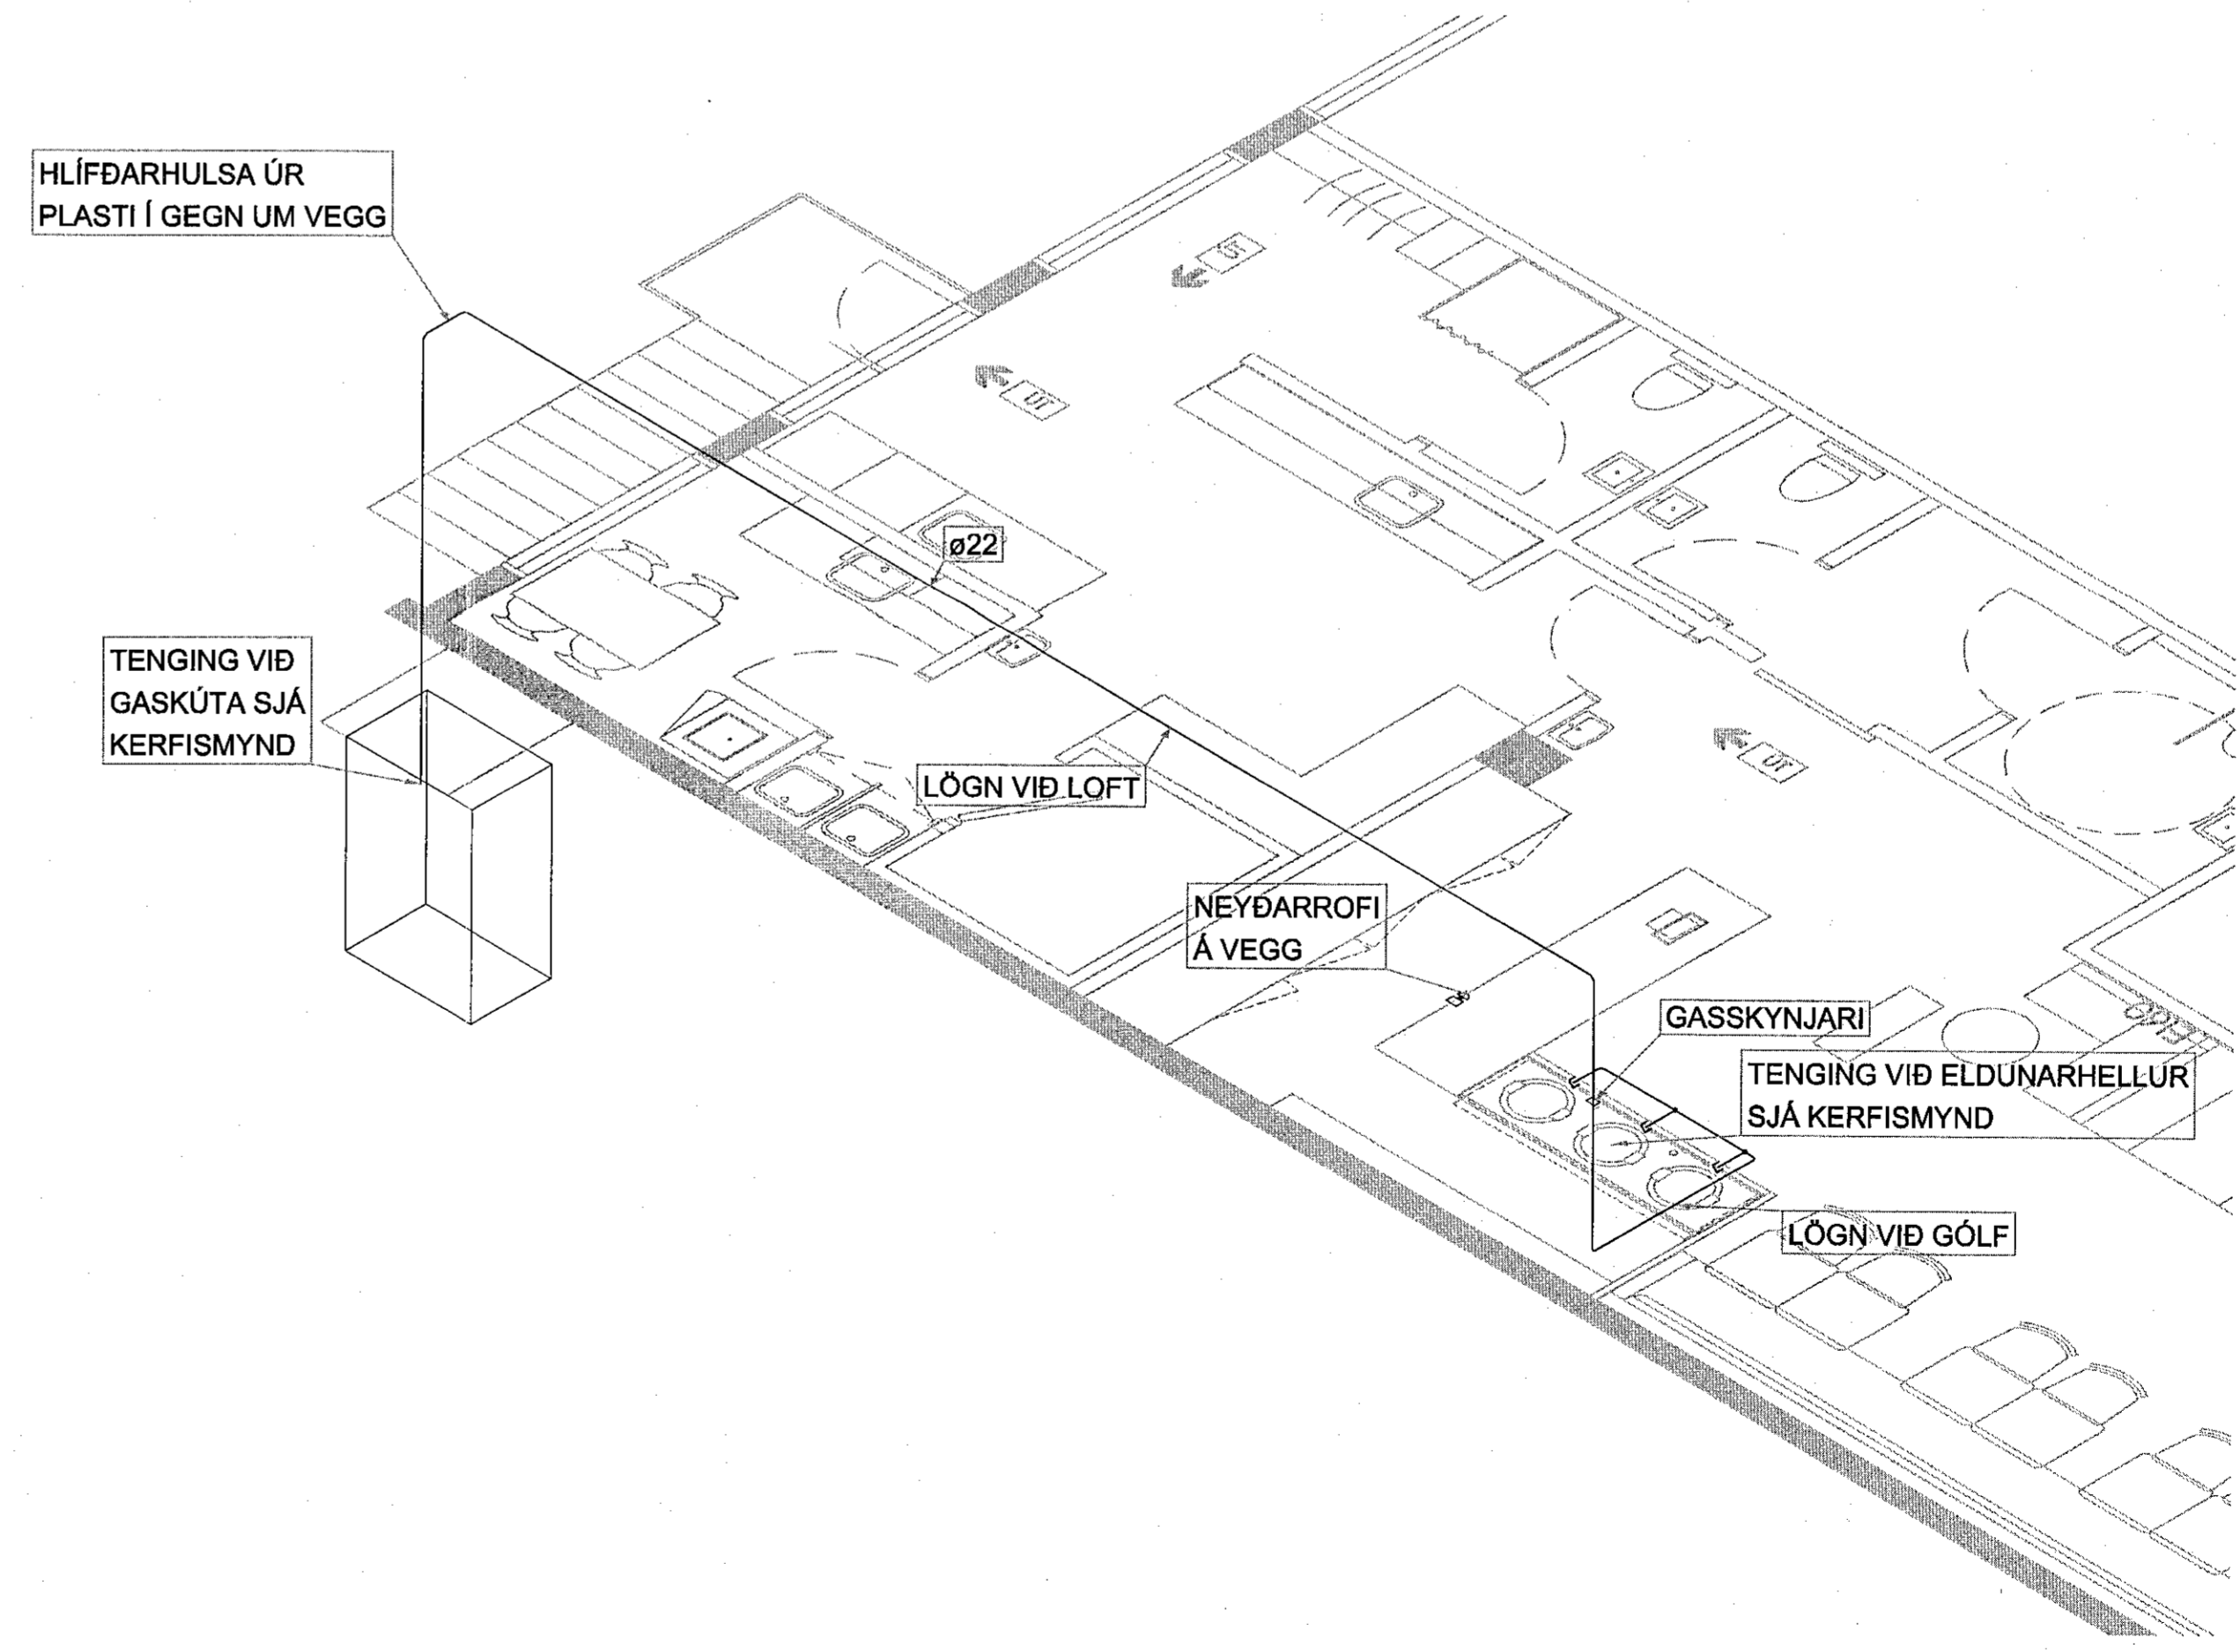 HLÍFÐARHULSA ÚR
PLASTI Í GEGN UM VEGG
ÚT
ÚT
ø22
TENGING VIÐ
GASKÚTA SJÁ
KERFISMYND
ÚT
LÖGN VIÐ LOFT
NEYÐARROFI
Á VEGG
GASSKYNJARI
TENGING VIÐ ELDUNARHELLUR
SJÁ KERFISMYND
LÖGN VIÐ GÓLF